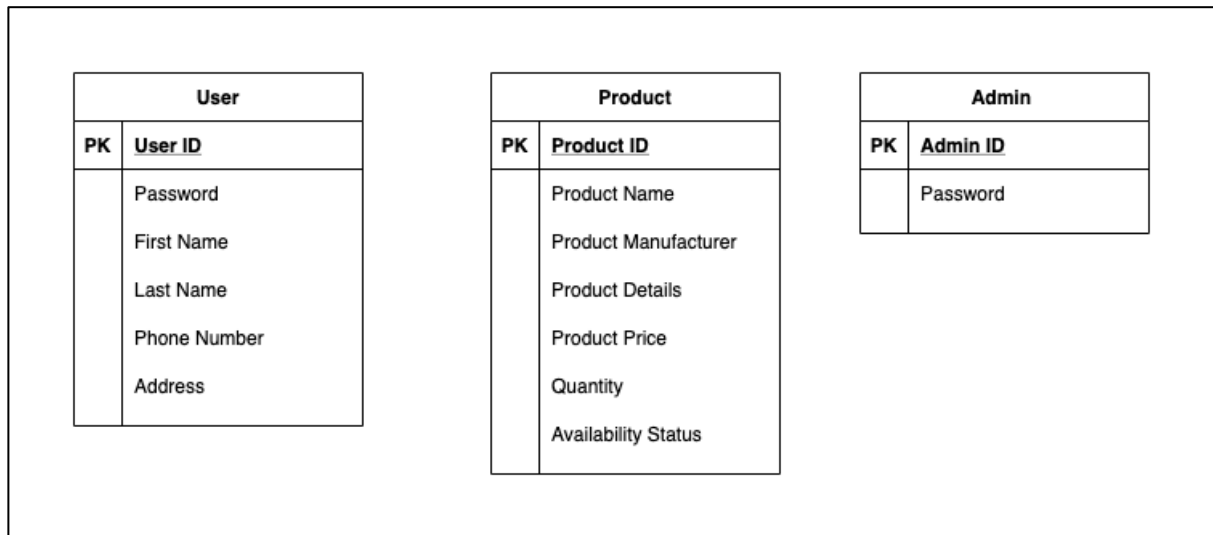 User
PK User ID
Password
First Name
Last Name
Phone Number
Address
Product
PK Product ID
Product Name
Product Manufacturer
Product Details
Product Price
Quantity
Availability Status
Admin
PK Admin ID
Password